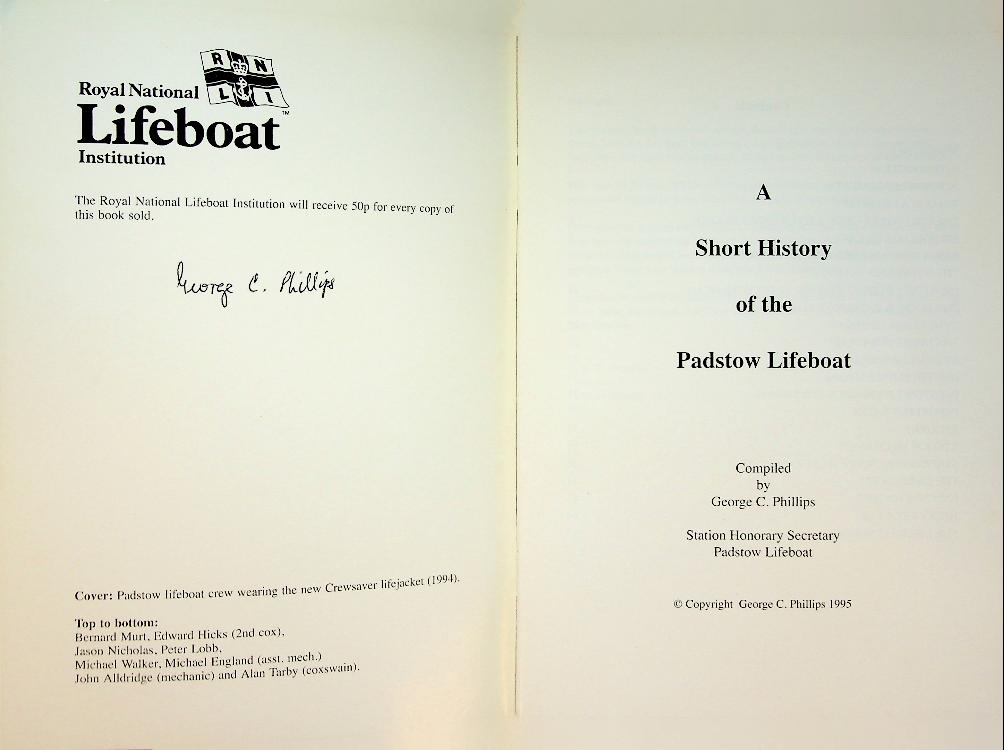 R N
L I
Royal National
Lifeboat™
Institution
The Royal National Lifeboat Institution will receive 50p for every copy of
this book sold.
George C. Phillips
Cover: Padstow lifeboat crew wearing the new Crewsaver lifejacket (1994).
Top to bottom:
Bernard Murt, Edward Hicks (2nd cox),
Jason Nicholas, Peter Lobb,
Michael Walker, Michael England (asst. mech.)
John Alldridge (mechanic) and Alan Tarby (coxswain).
A
Short History
of the
Padstow Lifeboat
Compiled
by
George C. Phillips
Station Honorary Secretary
Padstow Lifeboat
© Copyright George C. Phillips 1995